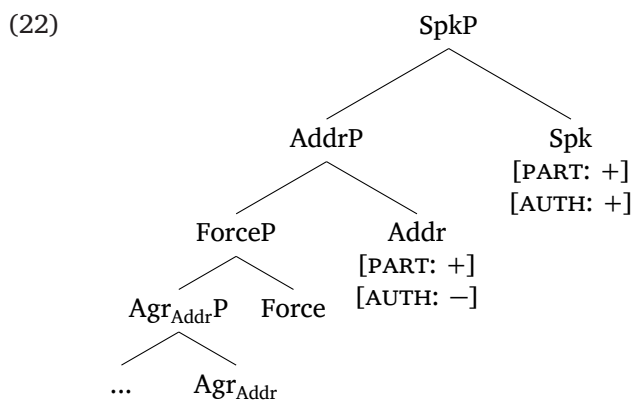 (22) SpkP
AddrP Spk
[PART: +]
[AUTH: +]
ForceP Addr
[PART: +]
[AUTH: −]
AgrAddrP Force
... AgrAddr